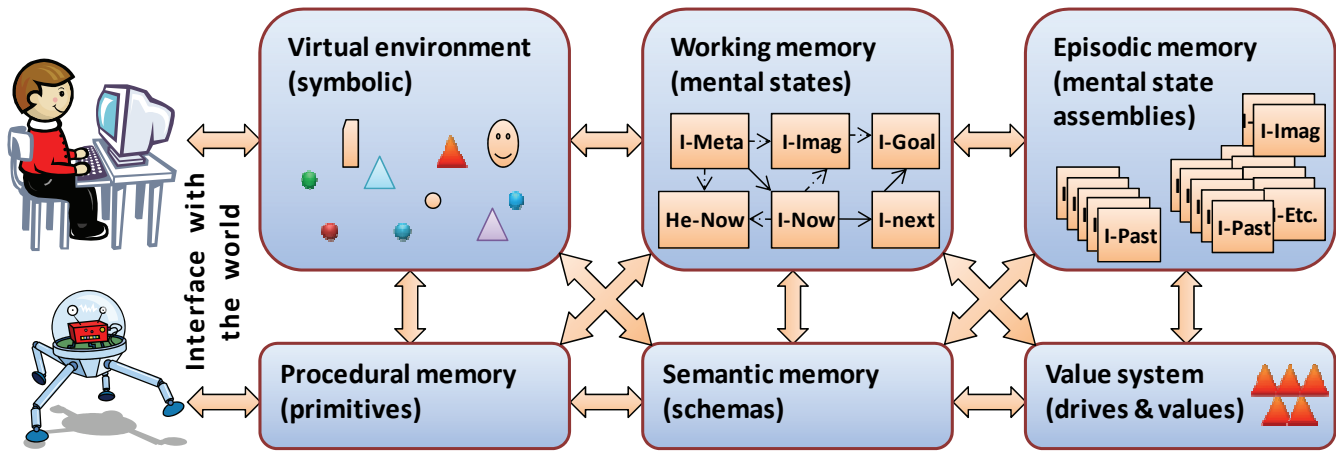 Virtual environment
(symbolic)
Working memory
(mental states)
I-Meta
I-Imag
I-Goal
He-Now
I-Now
I-next
Episodic memory
(mental state
assemblies)
I-Imag
I-Past
I-Past
I-Etc.
Interface with
the world
Procedural memory
(primitives)
Semantic memory
(schemas)
Value system
(drives & values)